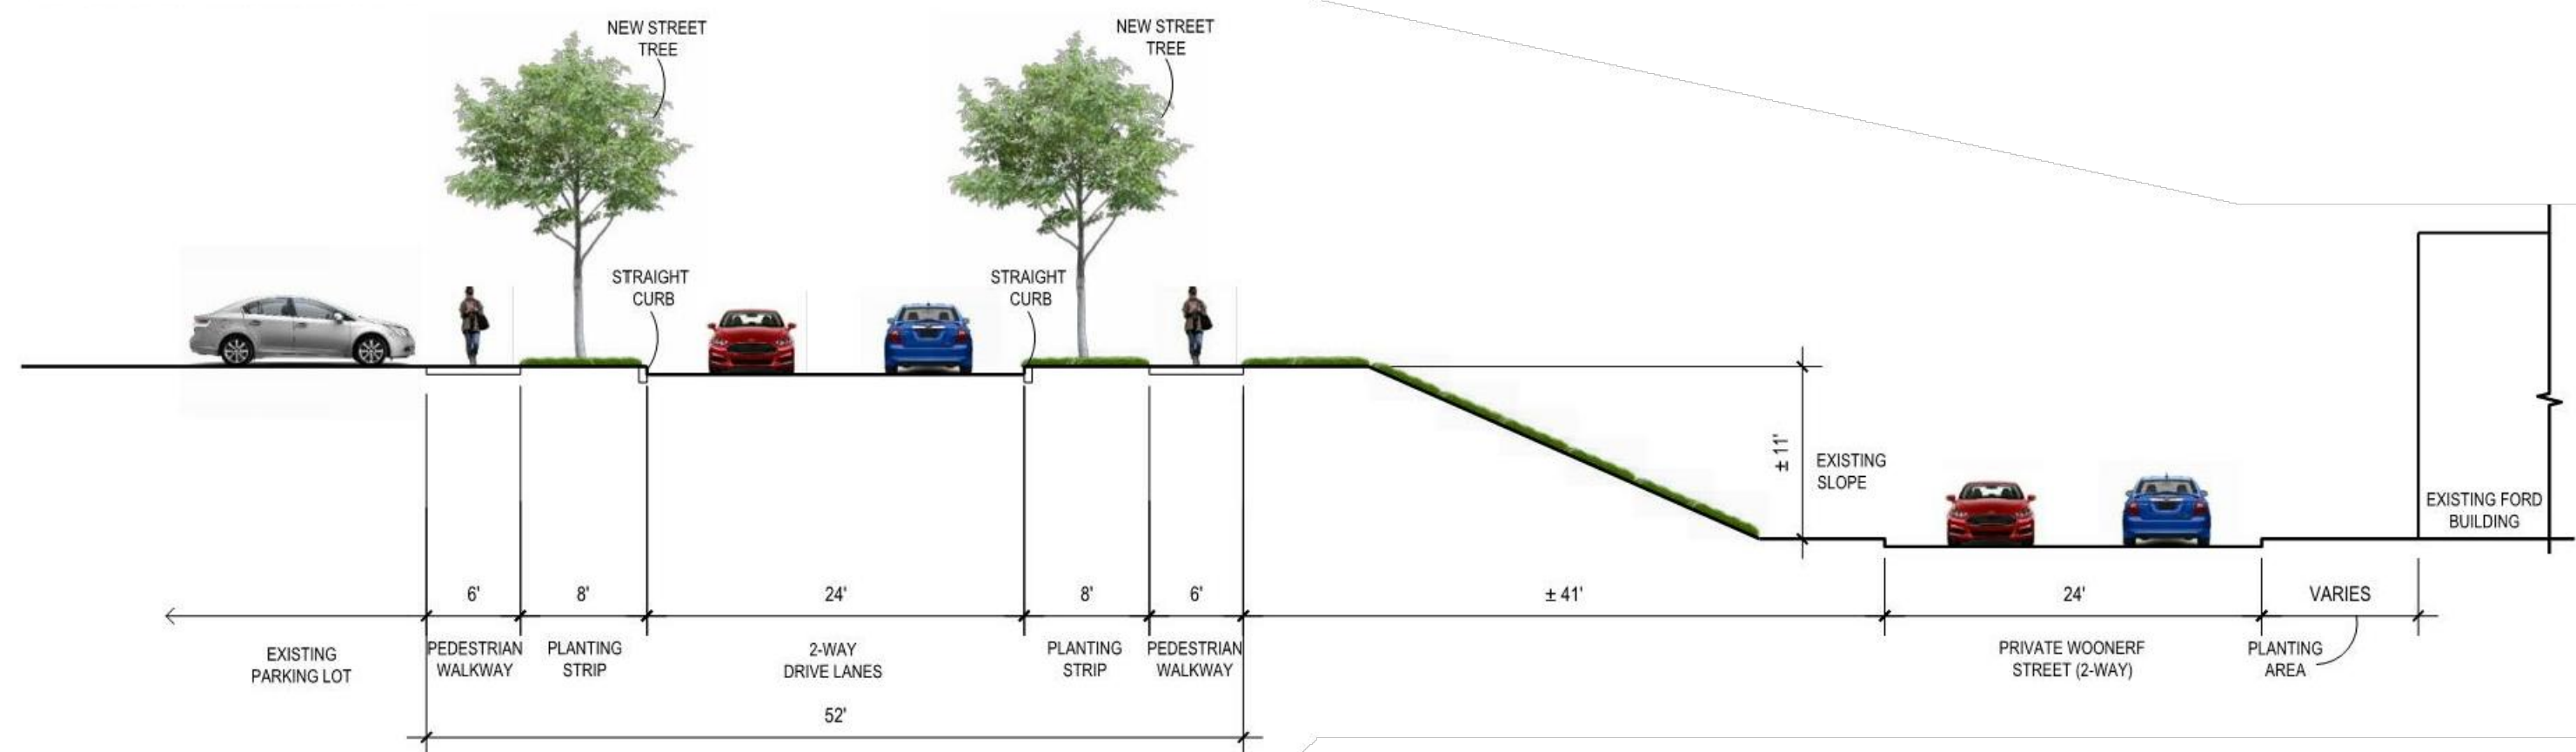 NEW STREET
TREE
NEW STREET
TREE
STRAIGHT
CURB
STRAIGHT
CURB
± 11'
EXISTING
SLOPE
EXISTING FORD
BUILDING
6'
8'
24'
8'
6'
± 41'
24'
VARIES
EXISTING
PARKING LOT
PEDESTRIAN
WALKWAY
PLANTING
STRIP
2-WAY
DRIVE LANES
PLANTING
STRIP
PEDESTRIAN
WALKWAY
PRIVATE WOONERF
STREET (2-WAY)
PLANTING
AREA
52'